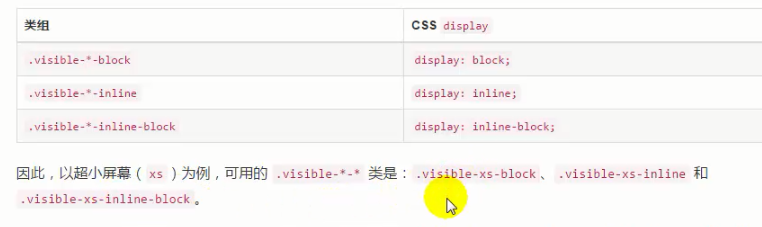 类组 CSS display
.visible-*-block display: block;
.visible-*-inline display: inline;
.visible-*-inline-block display: inline-block;
因此，以超小屏幕（ xs ）为例，可用的 .visible-*-* 类是：.visible-xs-block、.visible-xs-inline 和
.visible-xs-inline-block。